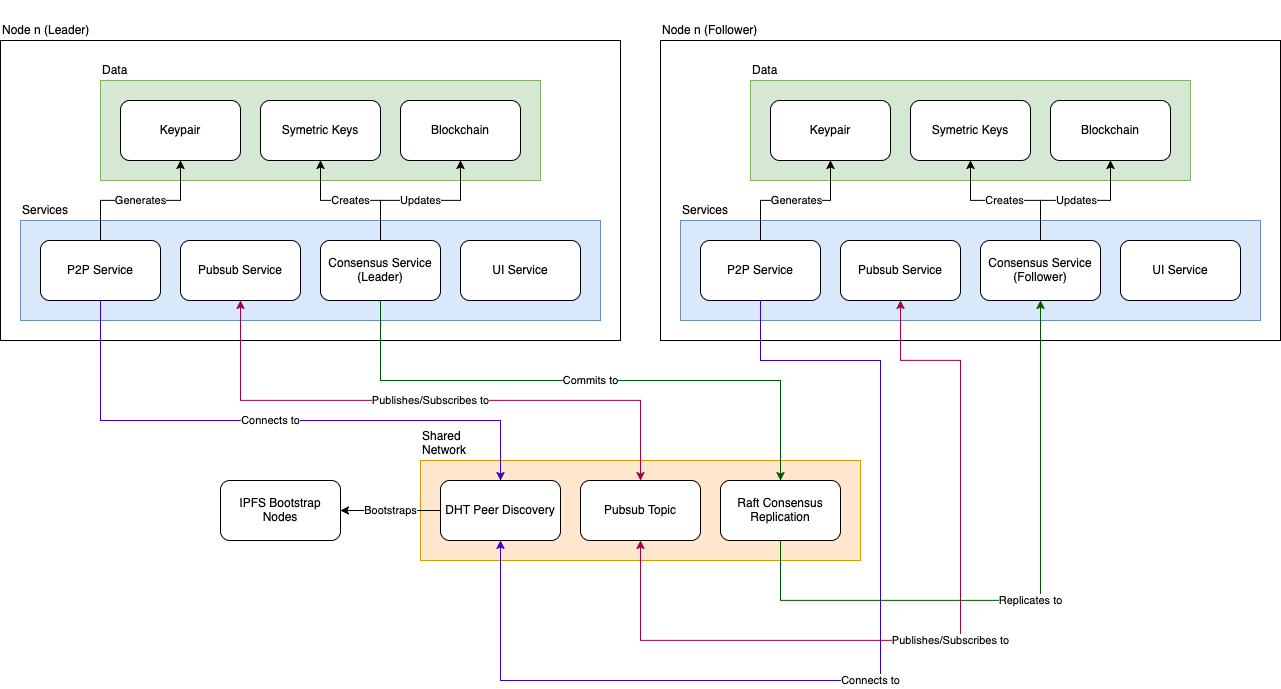 Node n (Leader)
Data
Keypair
Symetric Keys
Blockchain
Generates
Creates
Updates
Services
P2P Service
Pubsub Service
Consensus Service
(Leader)
UI Service
Node n (Follower)
Data
Keypair
Symetric Keys
Blockchain
Generates
Creates
Updates
Services
P2P Service
Pubsub Service
Consensus Service
(Follower)
UI Service
Commits to
Publishes/Subscribes to
Connects to
Shared
Network
IPFS Bootstrap
Nodes
Bootstraps
DHT Peer Discovery
Pubsub Topic
Raft Consensus
Replication
Replicates to
Publishes/Subscribes to
Connects to